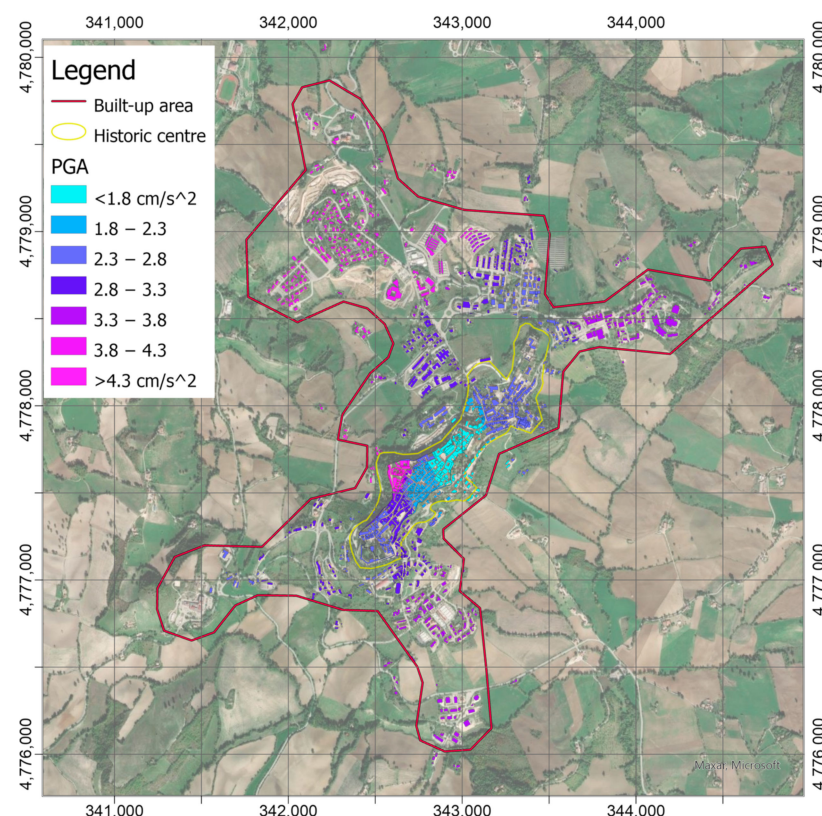 341,000 342,000 343,000 344,000
4,780,000
4,780,000
Legend
Built-up area
Historic centre
PGA
<1.8 cm/s^2
1.8 – 2.3
2.3 – 2.8
2.8 – 3.3
3.3 – 3.8
3.8 – 4.3
>4.3 cm/s^2
4,779,000
4,779,000
4,778,000
4,778,000
4,777,000
4,777,000
4,776,000
4,776,000
Maxar, Microsoft
341,000 342,000 343,000 344,000